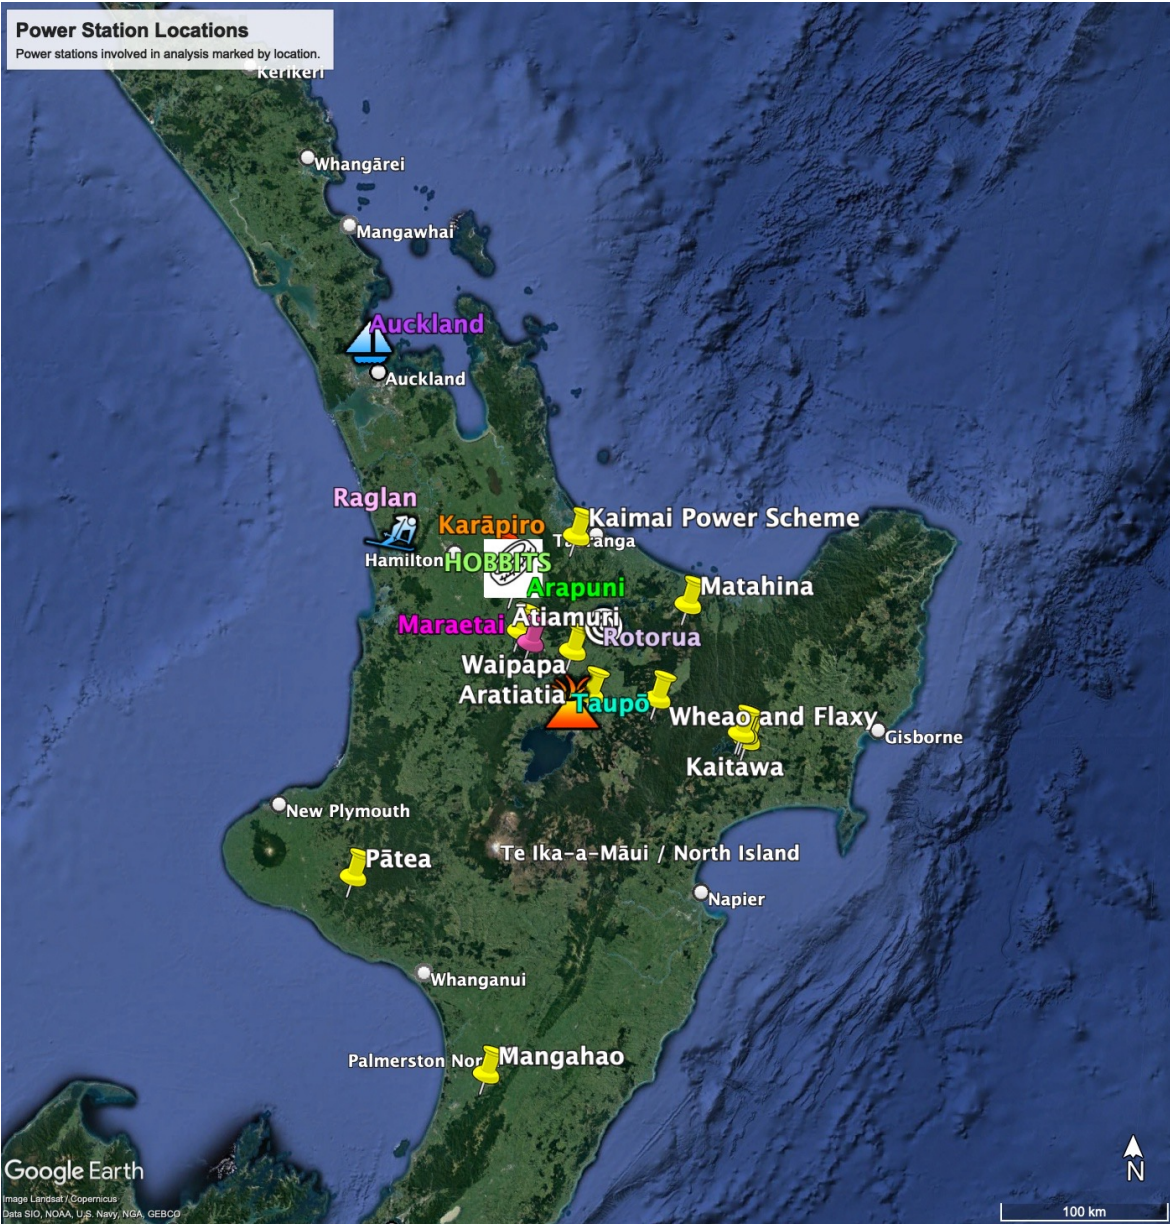 Power Station Locations
Power stations involved in analysis marked by location.
Kerikeri
Whangārei
Mangawhai
Auckland
Auckland
Raglan
Karāpiro
Kaimai Power Scheme
Hamilton
HOBBITS
Arapuni
Matahina
Maraetai
Atiamuri
Rotorua
Waipapa
Aratiatia
Taupō
Wheao and Flaxy
Gisborne
Kaitawa
New Plymouth
Te Ika-a-Māui / North Island
Pātea
Napier
Whanganui
Palmerston Nor
Mangahao
N
Google Earth
Image Landsat / Copernicus
Data SIO, NOAA, U.S. Navy, NGA, GEBCO
100 km